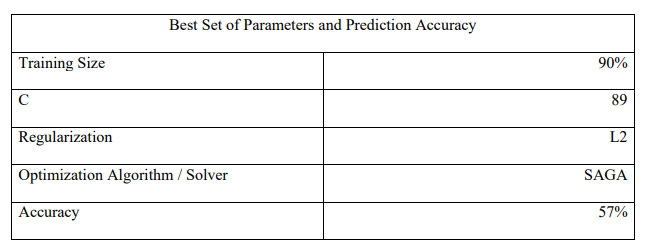 Best Set of Parameters and Prediction Accuracy
Training Size 90%
C 89
Regularization L2
Optimization Algorithm / Solver SAGA
Accuracy 57%